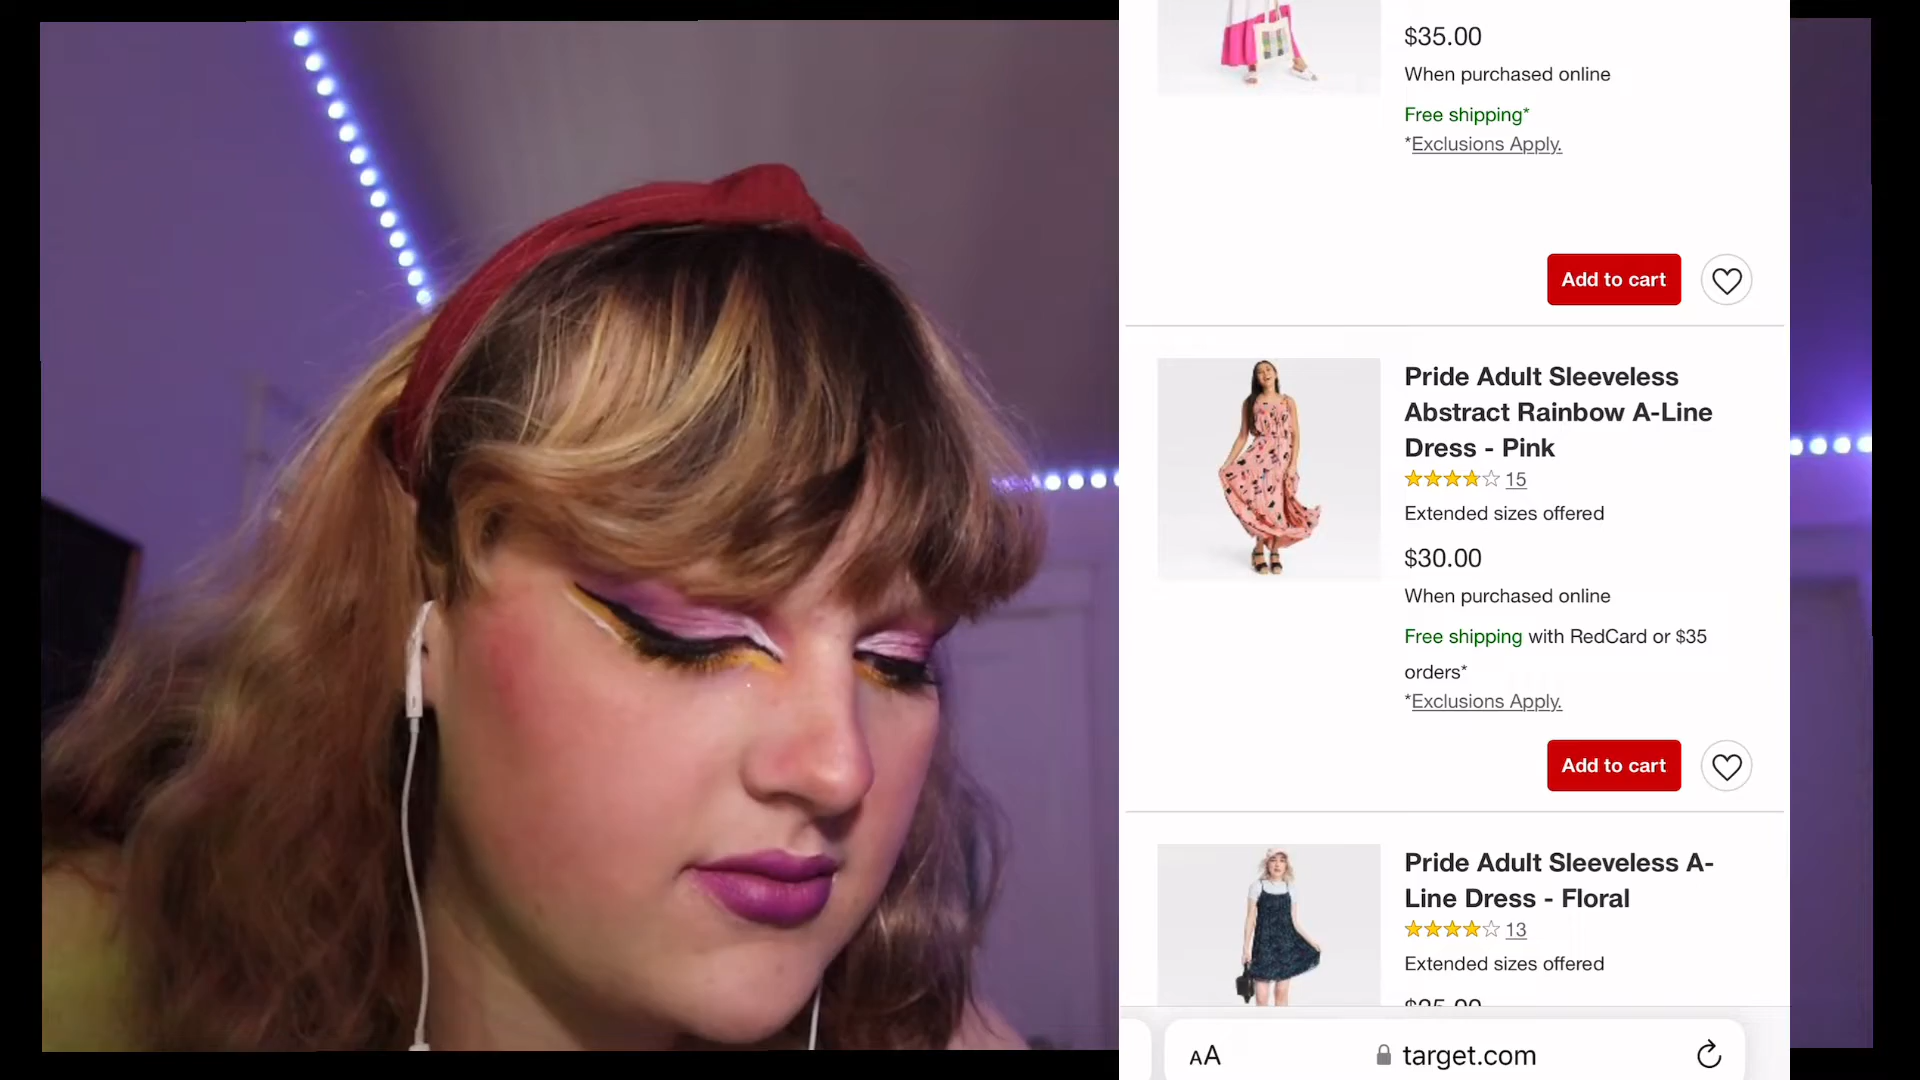 $35.00
When purchased online
Free shipping*
*Exclusions Apply.
Add to cart
Pride Adult Sleeveless
Abstract Rainbow A-Line
Dress - Pink
15
Extended sizes offered
$30.00
When purchased online
Free shipping with RedCard or $35
orders*
*Exclusions Apply.
Add to cart
Pride Adult Sleeveless A-
Line Dress - Floral
13
Extended sizes offered
AA target.com